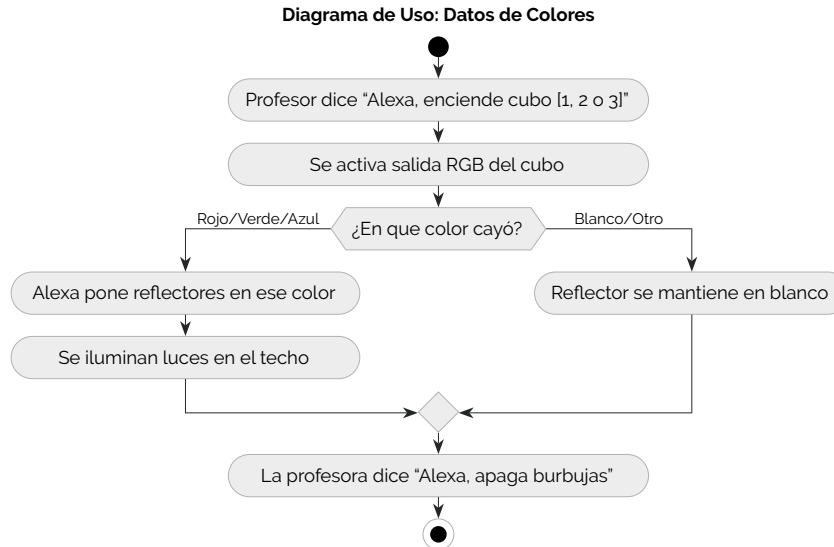 Diagrama de Uso: Datos de Colores
Profesor dice “Alexa, enciende cubo [1, 2 o 3]”
Se activa salida RGB del cubo
Rojo/Verde/Azul
¿En que color cayó?
Blanco/Otro
Alexa pone reflectores en ese color
Reflector se mantiene en blanco
Se iluminan luces en el techo
La profesora dice “Alexa, apaga burbujas”